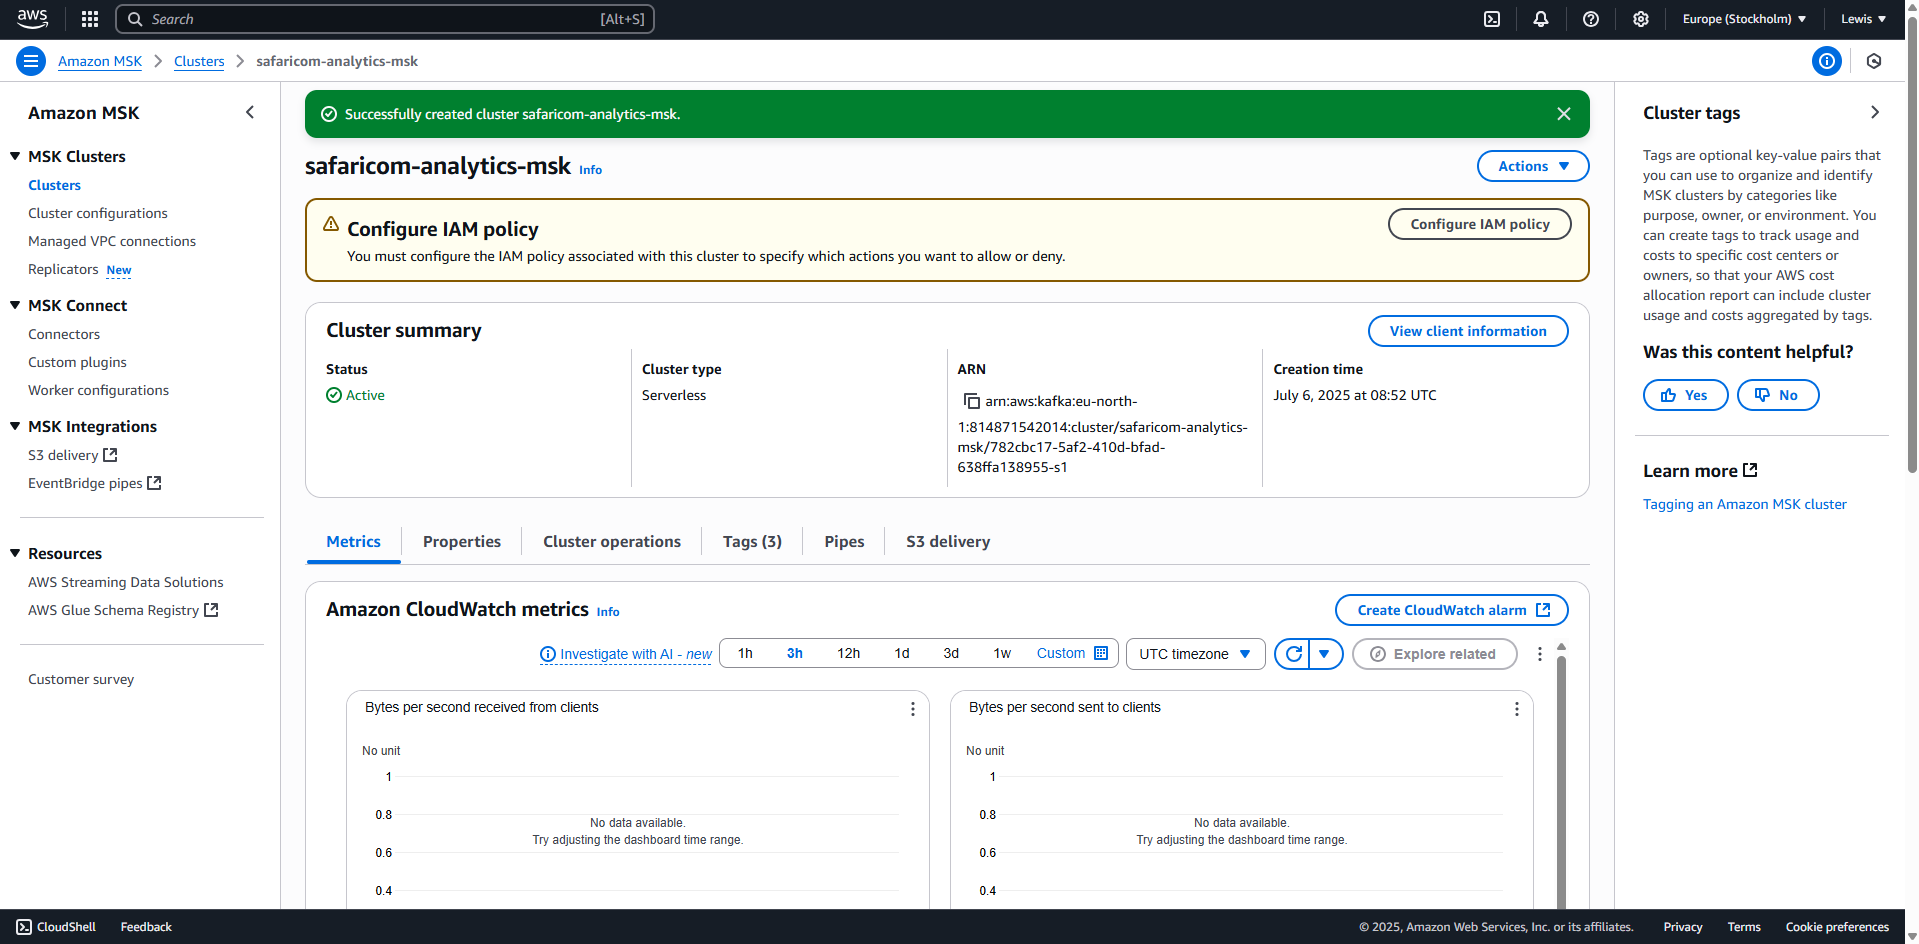 aws
Search
[Alt+S]
Europe (Stockholm)
Lewis
Amazon MSK
Clusters
safaricom-analytics-msk
Amazon MSK
MSK Clusters
Clusters
Cluster configurations
Managed VPC connections
Replicators New
MSK Connect
Connectors
Custom plugins
Worker configurations
MSK Integrations
S3 delivery
EventBridge pipes
Resources
AWS Streaming Data Solutions
AWS Glue Schema Registry
Customer survey
Successfully created cluster safaricom-analytics-msk.
safaricom-analytics-msk Info
Actions
Configure IAM policy
You must configure the IAM policy associated with this cluster to specify which actions you want to allow or deny.
Configure IAM policy
Cluster summary
View client information
Status
Active
Cluster type
Serverless
ARN
arn:aws:kafka:eu-north-
1:814871542014:cluster/safaricom-analytics-
msk/782cbc17-5af2-410d-bfad-
638ffa138955-s1
Creation time
July 6, 2025 at 08:52 UTC
Metrics
Properties
Cluster operations
Tags (3)
Pipes
S3 delivery
Amazon CloudWatch metrics Info
Create CloudWatch alarm
Investigate with AI - new
1h
3h
12h
1d
3d
1w
Custom
UTC timezone
Explore related
Bytes per second received from clients
No unit
1
0.8
No data available.
Try adjusting the dashboard time range.
0.6
0.4
Bytes per second sent to clients
No unit
1
0.8
No data available.
Try adjusting the dashboard time range.
0.6
0.4
Cluster tags
Tags are optional key-value pairs that
you can use to organize and identify
MSK clusters by categories like
purpose, owner, or environment. You
can create tags to track usage and
costs to specific cost centers or
owners, so that your AWS cost
allocation report can include cluster
usage and costs aggregated by tags.
Was this content helpful?
Yes
No
Learn more
Tagging an Amazon MSK cluster
CloudShell
Feedback
© 2025, Amazon Web Services, Inc. or its affiliates.
Privacy
Terms
Cookie preferences